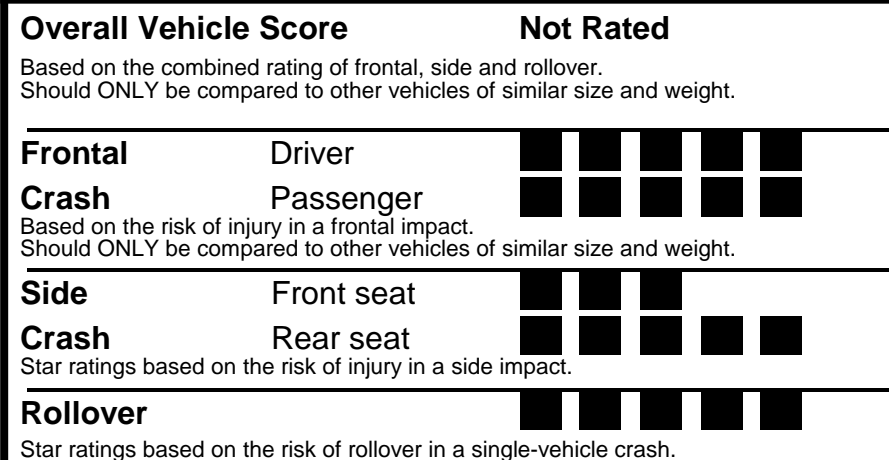 Overall Vehicle Score Not Rated
Based on the combined rating of frontal, side and rollover.
Should ONLY be compared to other vehicles of similar size and weight.
Frontal Driver
Crash Passenger
Based on the risk of injury in a frontal impact.
Should ONLY be compared to other vehicles of similar size and weight.
Side Front seat
Crash Rear seat
Star ratings based on the risk of injury in a side impact.
Rollover
Star ratings based on the risk of rollover in a single-vehicle crash.